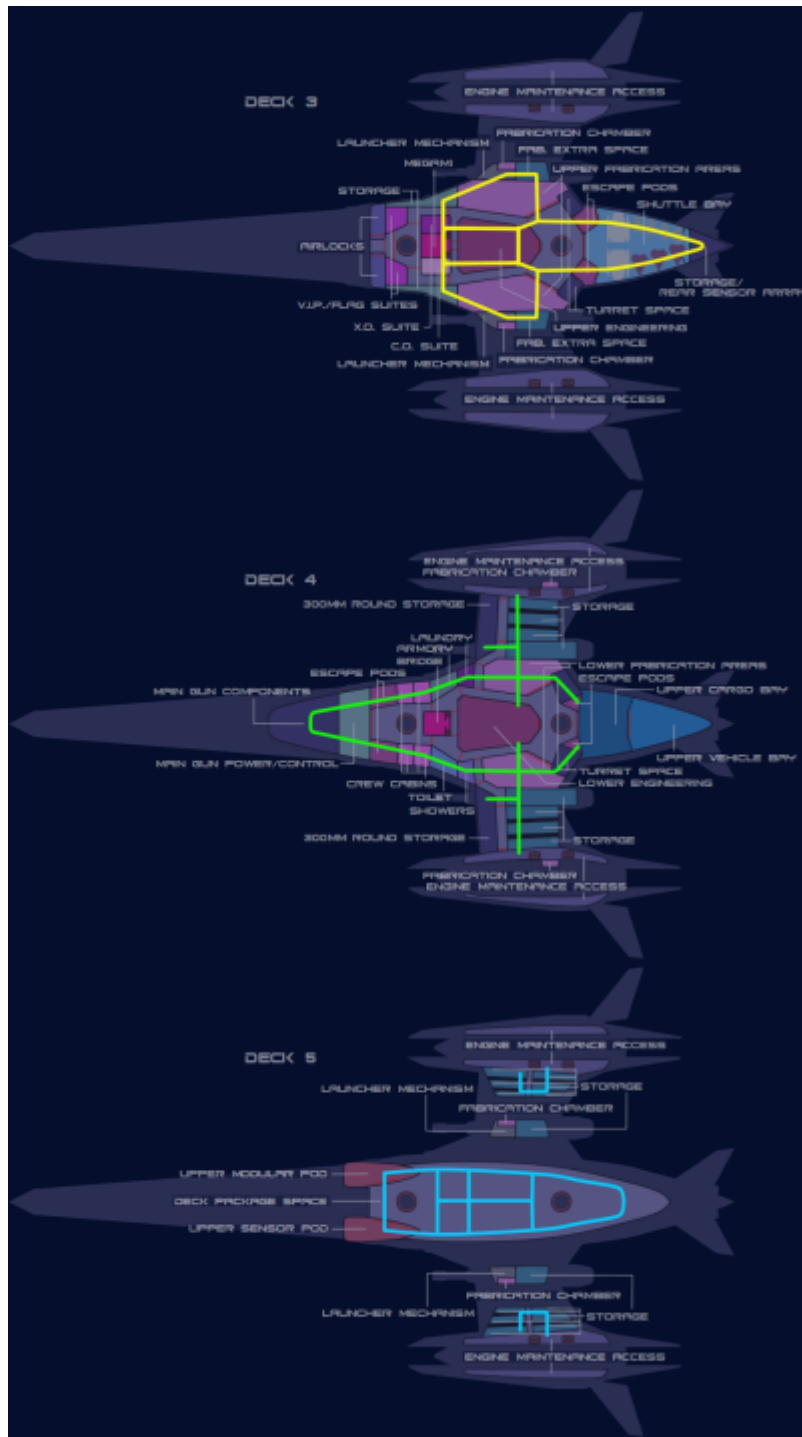 DECK 3
ENGINE MAINTENANCE ACCESS
FABRICATION CHAMBER
LAUNCHER MECHANISM
FAB. EXTRA SPACE
MEGAMI
UPPER FABRICATION AREAS
STORAGE
ESCAPE PODS
SHUTTLE BAY
AIRLOCKS
STORAGE/
REAR SENSOR ARRAY
V.I.P./FLAG SUITES
TURRET SPACE
X.O. SUITE
UPPER ENGINEERING
C.O. SUITE
FAB. EXTRA SPACE
LAUNCHER MECHANISM
FABRICATION CHAMBER
ENGINE MAINTENANCE ACCESS
DECK 4
ENGINE MAINTENANCE ACCESS
FABRICATION CHAMBER
300MM ROUND STORAGE
STORAGE
LAUNDRY
ARMORY
BRIDGE
LOWER FABRICATION AREAS
ESCAPE PODS
ESCAPE PODS
MAIN GUN COMPONENTS
UPPER CARGO BAY
MAIN GUN POWER/CONTROL
UPPER VEHICLE BAY
CREW CABINS
TURRET SPACE
LOWER ENGINEERING
TOILET
SHOWERS
300MM ROUND STORAGE
STORAGE
FABRICATION CHAMBER
ENGINE MAINTENANCE ACCESS
DECK 5
ENGINE MAINTENANCE ACCESS
LAUNCHER MECHANISM
STORAGE
FABRICATION CHAMBER
UPPER MODULAR POD
DECK PACKAGE SPACE
UPPER SENSOR POD
FABRICATION CHAMBER
LAUNCHER MECHANISM
STORAGE
ENGINE MAINTENANCE ACCESS